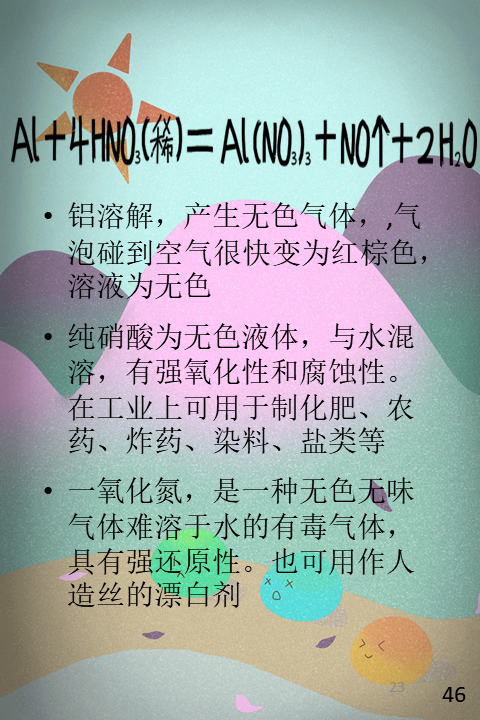 Al+4HNO₃(稀)=Al(NO₃)₃+NO↑+2H₂O
• 铝溶解，产生无色气体，,气
泡碰到空气很快变为红棕色，
溶液为无色
• 纯硝酸为无色液体，与水混
溶，有强氧化性和腐蚀性。
在工业上可用于制化肥、农
药、炸药、染料、盐类等
• 一氧化氮，是一种无色无味
气体难溶于水的有毒气体，
具有强还原性。也可用作人
造丝的漂白剂
23
46